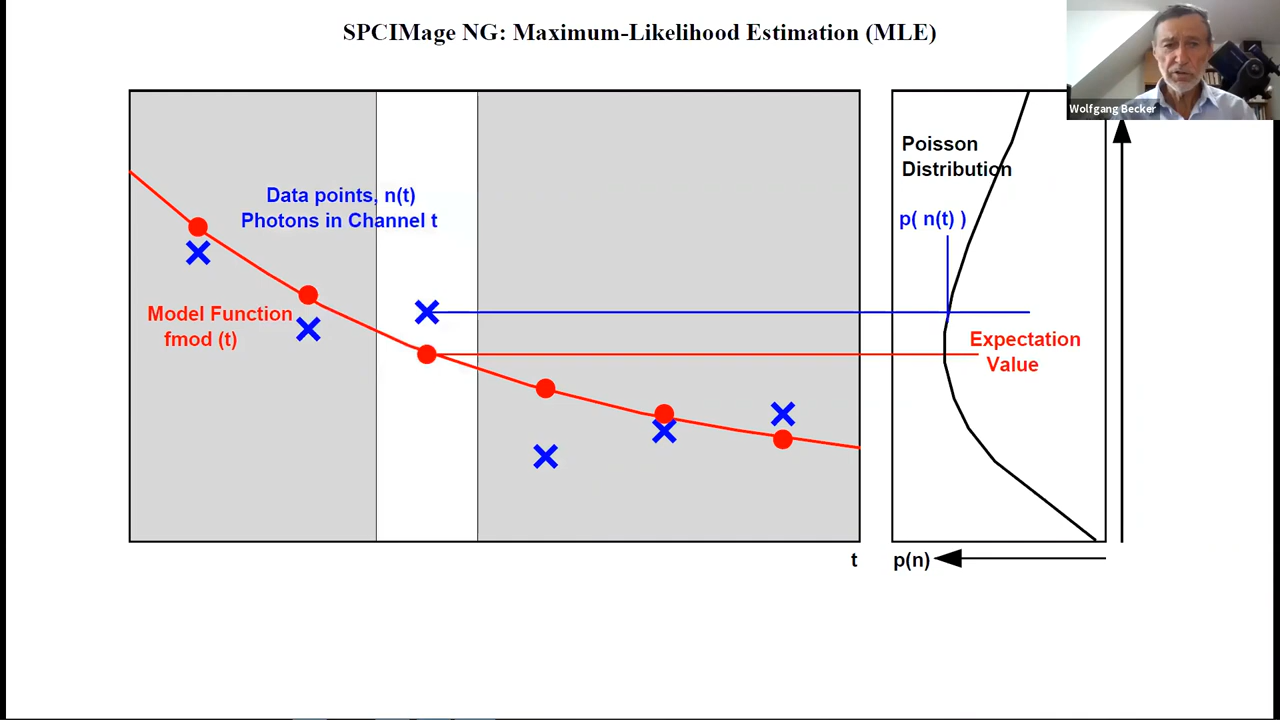 SPCIMage NG: Maximum-Likelihood Estimation (MLE)
Wolfgang Becker
Data points, n(t)
Photons in Channel t
Model Function
fmod (t)
Poisson
Distribution
p( n(t) )
Expectation
Value
t
p(n)